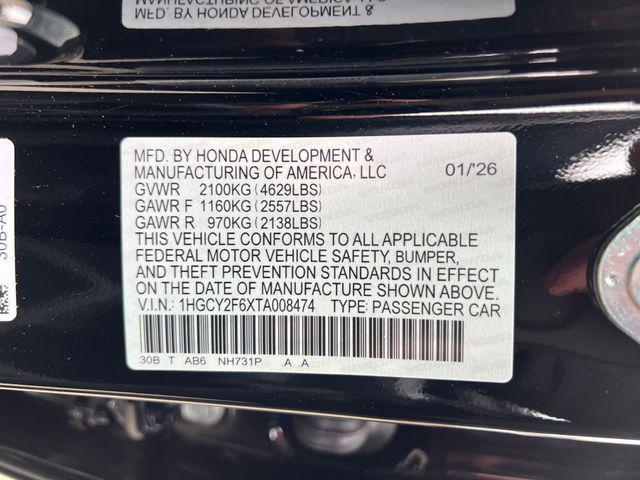 MFD. BY HONDA DEVELOPMENT &
MANUFACTURING OF AMERICA, LLC 01/'26
GVWR 2100KG (4629LBS)
GAWR F 1160KG (2557LBS)
GAWR R 970KG (2138LBS)
THIS VEHICLE CONFORMS TO ALL APPLICABLE
FEDERAL MOTOR VEHICLE SAFETY, BUMPER,
AND THEFT PREVENTION STANDARDS IN EFFECT
ON THE DATE OF MANUFACTURE SHOWN ABOVE.
V.I.N.: 1HGCY2F6XTA008474 TYPE: PASSENGER CAR
30B T AB6 NH731P .A .A
30B-A0